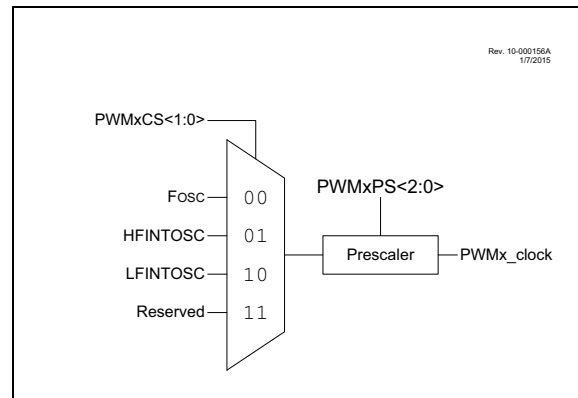 Rev. 10-000156A
1/7/2015
PWMxCS<1:0>
PWMxPS<2:0>
FOSC 00
HFINTOSC 01
Prescaler PWMx_clock
LFINTOSC 10
Reserved 11